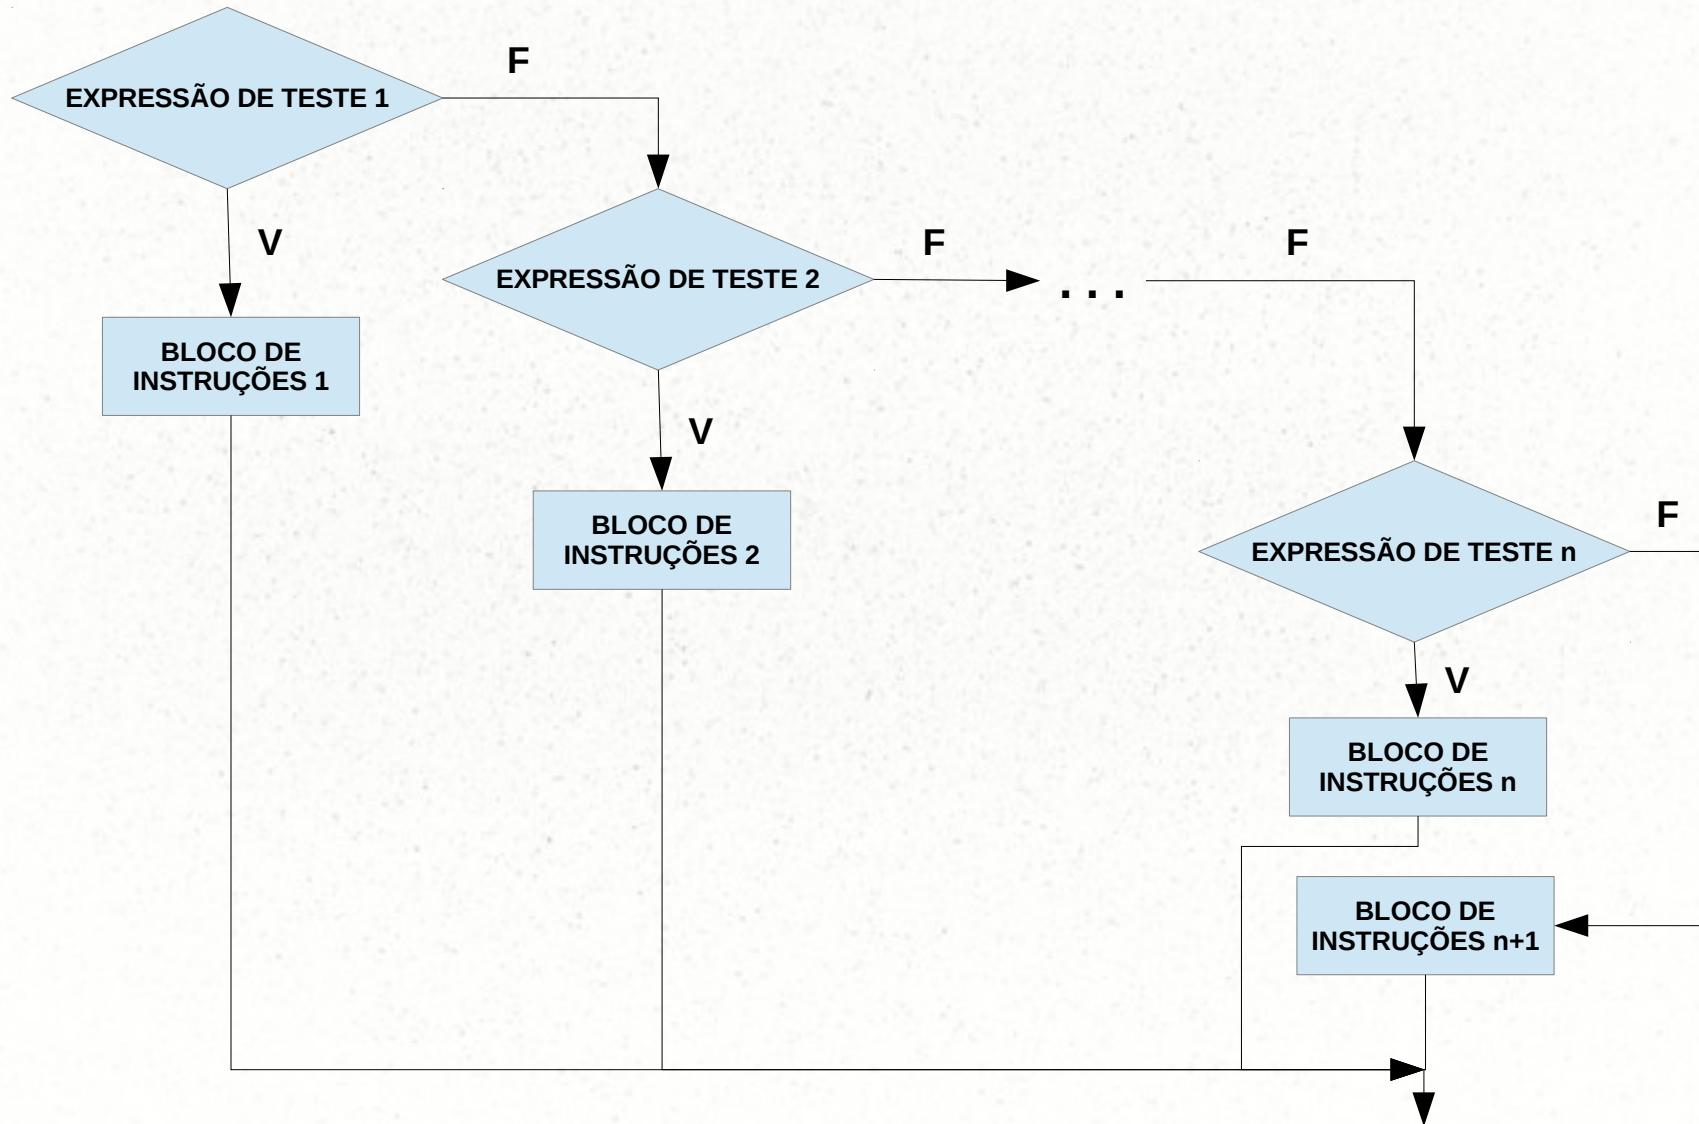 EXPRESSÃO DE TESTE 1
F
V
BLOCO DE
INSTRUÇÕES 1
EXPRESSÃO DE TESTE 2
F
. . .
F
V
BLOCO DE
INSTRUÇÕES 2
EXPRESSÃO DE TESTE n
F
V
BLOCO DE
INSTRUÇÕES n
BLOCO DE
INSTRUÇÕES n+1